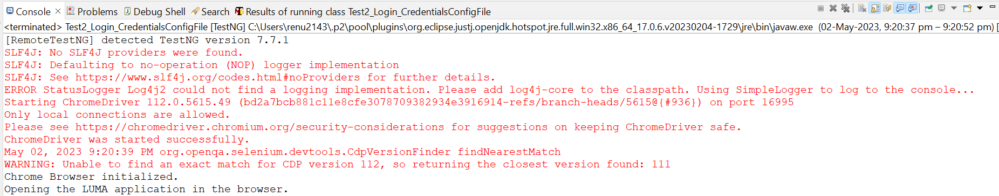 Console Problems Debug Shell Search Results of running class Test2_Login_CredentialsConfigFile
<terminated> Test2_Login_CredentialsConfigFile [TestNG] C:\Users\renu2143\.p2\pool\plugins\org.eclipse.justj.openjdk.hotspot.jre.full.win32.x86_64_17.0.6.v20230204-1729\jre\bin\javaw.exe (02-May-2023, 9:20:37 pm – 9:20:52 pm) [
[RemoteTestNG] detected TestNG version 7.7.1
SLF4J: No SLF4J providers were found.
SLF4J: Defaulting to no-operation (NOP) logger implementation
SLF4J: See https://www.slf4j.org/codes.html#noProviders for further details.
ERROR StatusLogger Log4j2 could not find a logging implementation. Please add log4j-core to the classpath. Using SimpleLogger to log to the console...
Starting ChromeDriver 112.0.5615.49 (bd2a7bcb881c11e8cfe3078709382934e3916914-refs/branch-heads/5615@{#936}) on port 16995
Only local connections are allowed.
Please see https://chromedriver.chromium.org/security-considerations for suggestions on keeping ChromeDriver safe.
ChromeDriver was started successfully.
May 02, 2023 9:20:39 PM org.openqa.selenium.devtools.CdpVersionFinder findNearestMatch
WARNING: Unable to find an exact match for CDP version 112, so returning the closest version found: 111
Chrome Browser initialized.
Opening the LUMA application in the browser.